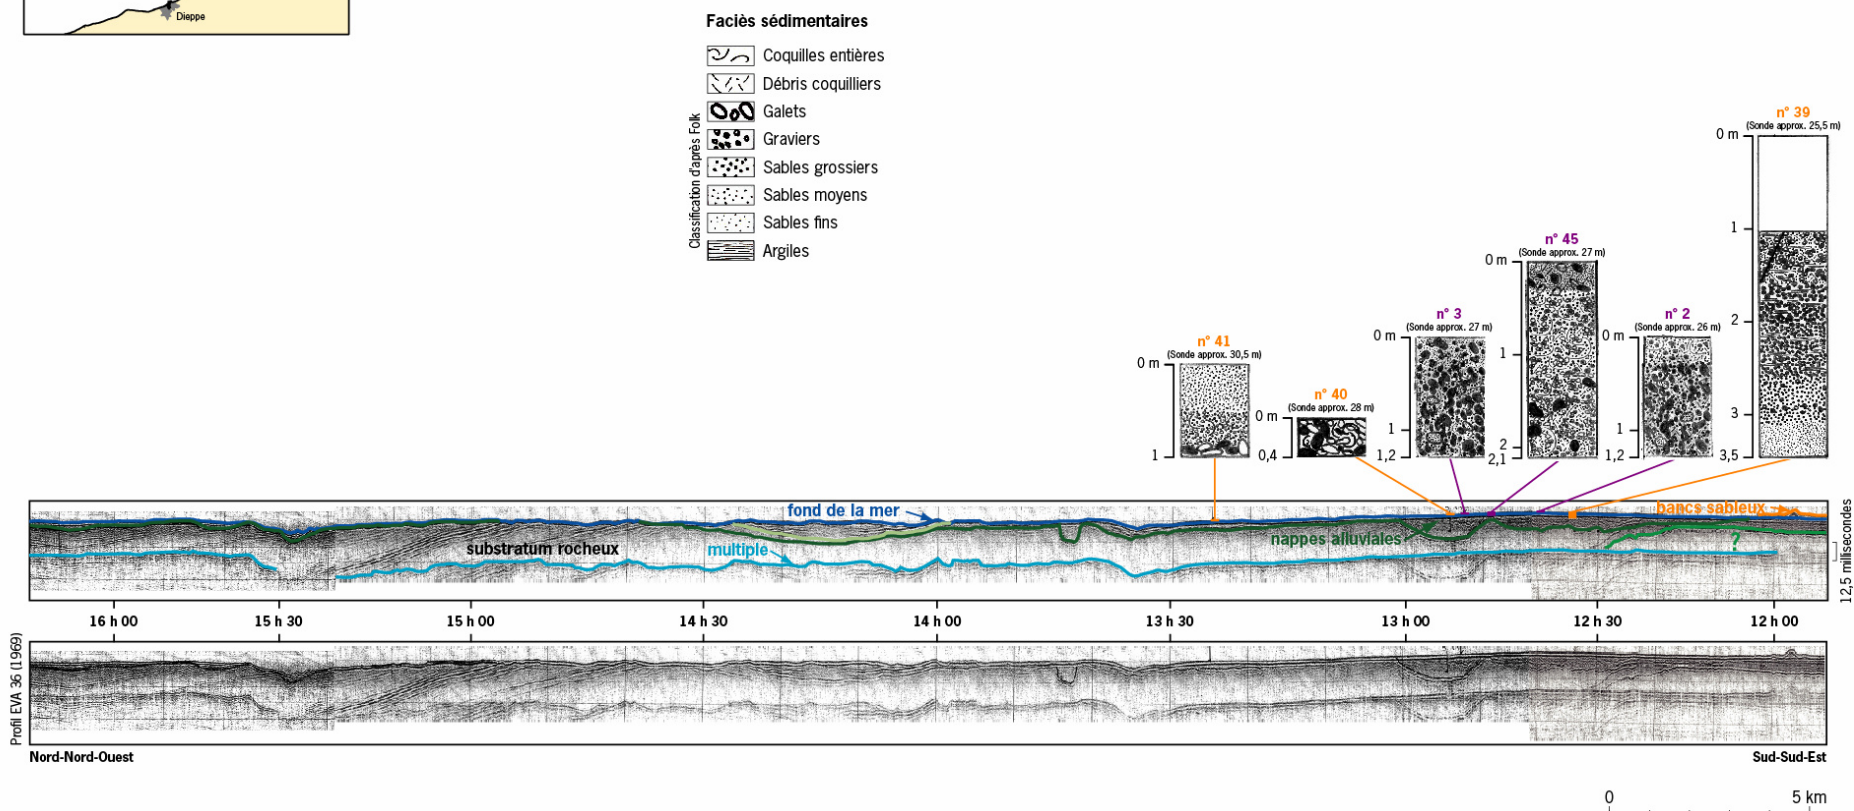 Dieppe
Faciès sédimentaires
Classification d'après Folk
Coquilles entières
Débris coquilliers
Galets
Graviers
Sables grossiers
Sables moyens
Sables fins
Argiles
n° 39
(Sonde approx. 25,5 m)
0 m
1
2
3
3,5
n° 45
(Sonde approx. 27 m)
0 m
1
2
2,1
n° 3
(Sonde approx. 27 m)
0 m
1
1,2
n° 2
(Sonde approx. 26 m)
0 m
1
1,2
n° 41
(Sonde approx. 30,5 m)
0 m
1
n° 40
(Sonde approx. 28 m)
0 m
0,4
fond de la mer
bancs sableux
substratum rocheux
multiple
nappes alluviales
?
12,5 millisecondes
16 h 00
15 h 30
15 h 00
14 h 30
14 h 00
13 h 30
13 h 00
12 h 30
12 h 00
Profil EVA 36 (1969)
Nord-Nord-Ouest
Sud-Sud-Est
0
5 km